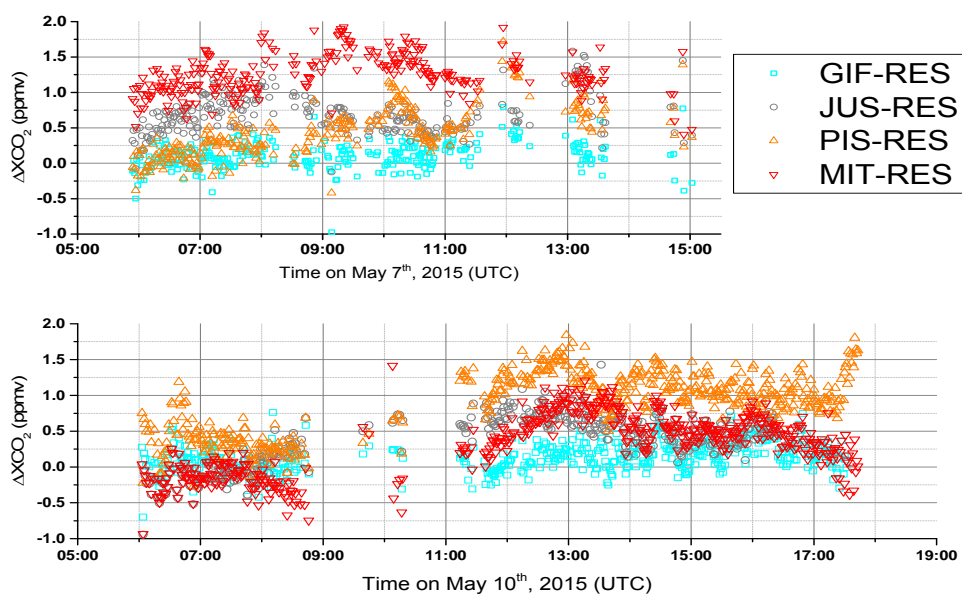 2.0
1.5
1.0
0.5
0.0
-0.5
-1.0
ΔXCO₂ (ppmv)
05:00 07:00 09:00 11:00 13:00 15:00
Time on May 7th, 2015 (UTC)
GIF-RES
JUS-RES
PIS-RES
MIT-RES
2.0
1.5
1.0
0.5
0.0
-0.5
-1.0
ΔXCO₂ (ppmv)
05:00 07:00 09:00 11:00 13:00 15:00 17:00 19:00
Time on May 10th, 2015 (UTC)